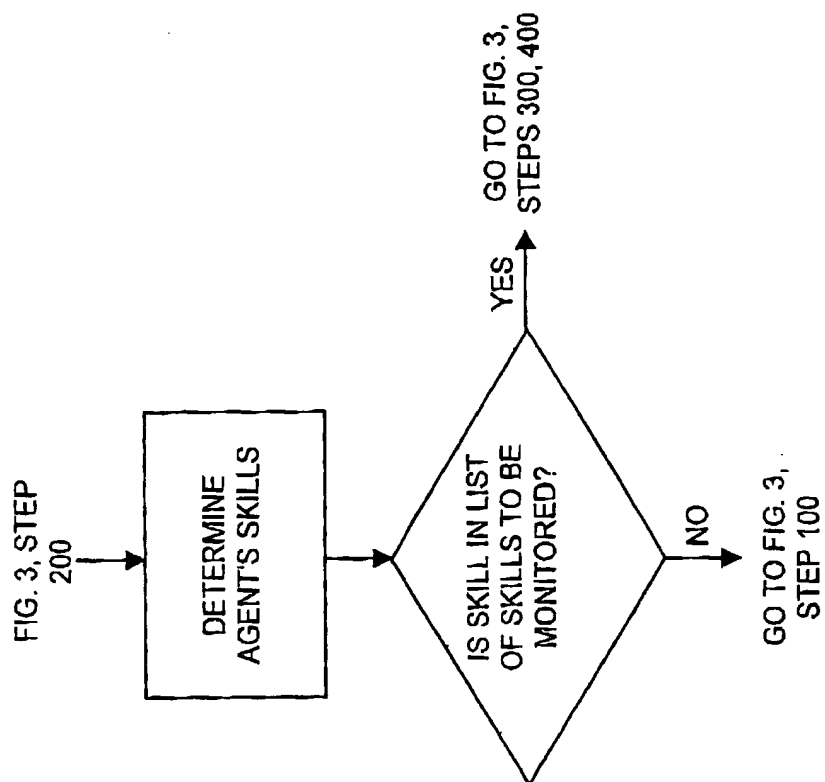 FIG. 3, STEP
200
DETERMINE
AGENT'S SKILLS
IS SKILL IN LIST
OF SKILLS TO BE
MONITORED?
YES
GO TO FIG. 3,
STEPS 300, 400
NO
GO TO FIG. 3,
STEP 100